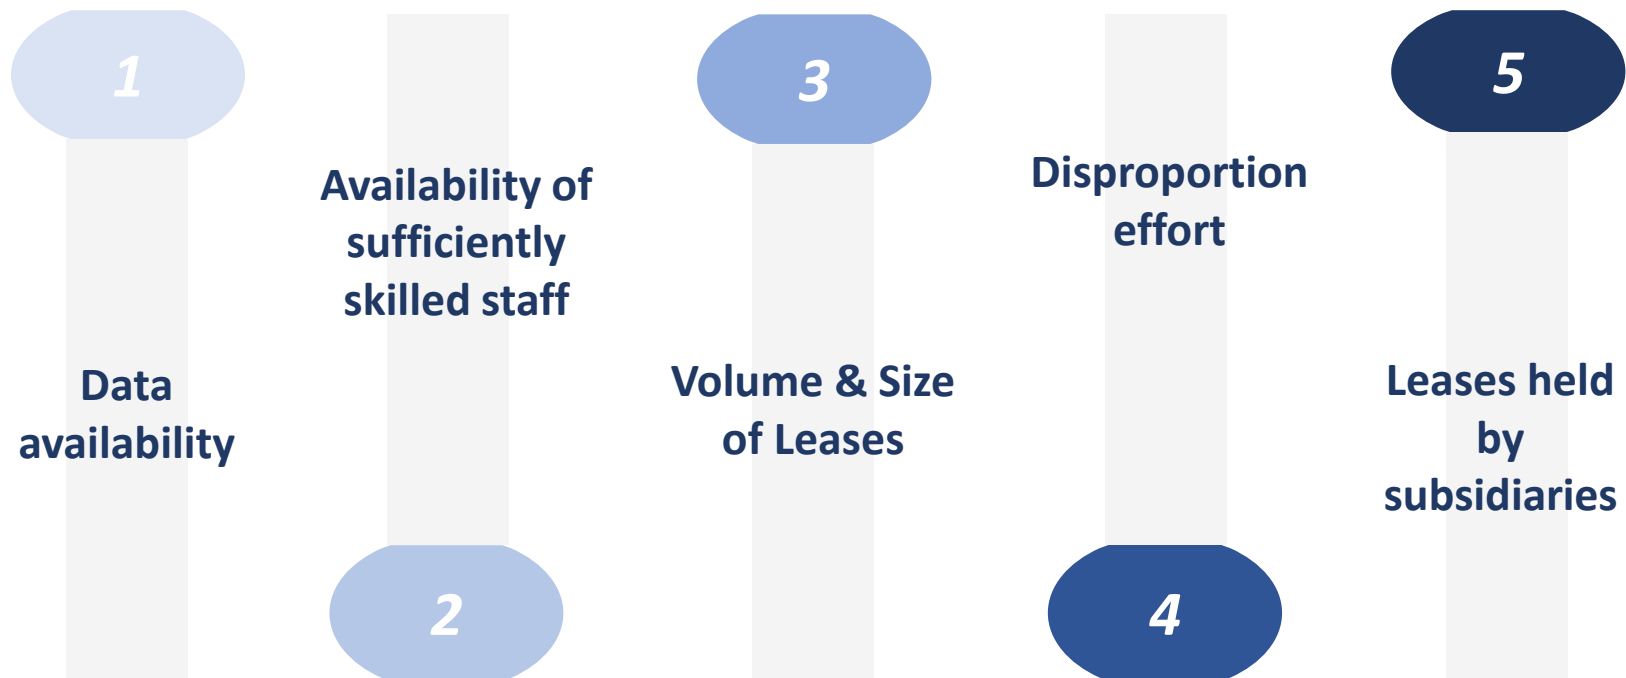 1
Data
availability
2
Availability of
sufficiently
skilled staff
3
Volume & Size
of Leases
4
Disproportion
effort
5
Leases held
by
subsidiaries